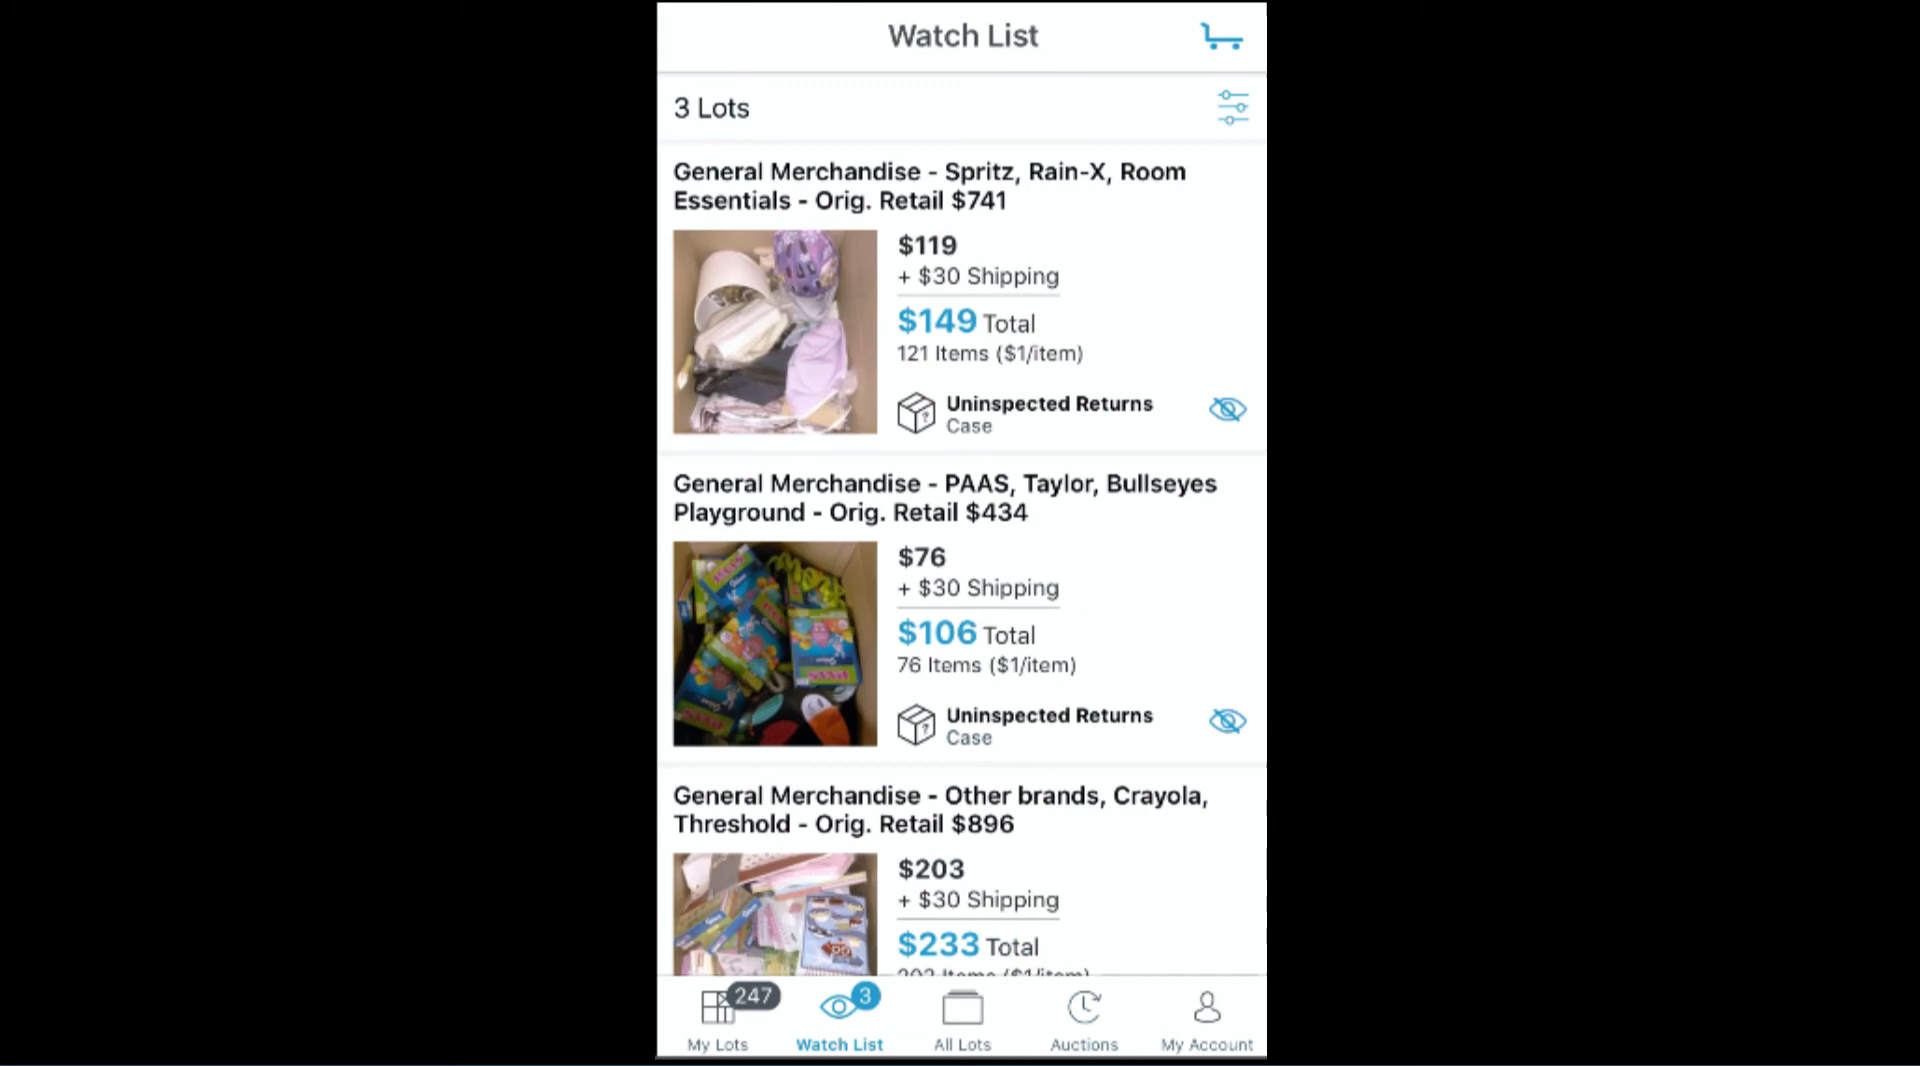 Watch List
3 Lots
General Merchandise - Spritz, Rain-X, Room
Essentials - Orig. Retail $741
$119
+ $30 Shipping
$149 Total
121 Items ($1/item)
Uninspected Returns
Case
General Merchandise - PAAS, Taylor, Bullseyes
Playground - Orig. Retail $434
$76
+ $30 Shipping
$106 Total
76 Items ($1/item)
Uninspected Returns
Case
General Merchandise - Other brands, Crayola,
Threshold - Orig. Retail $896
$203
+ $30 Shipping
$233 Total
Items ($1/item)
247
3
My Lots
Watch List
All Lots
Auctions
My Account